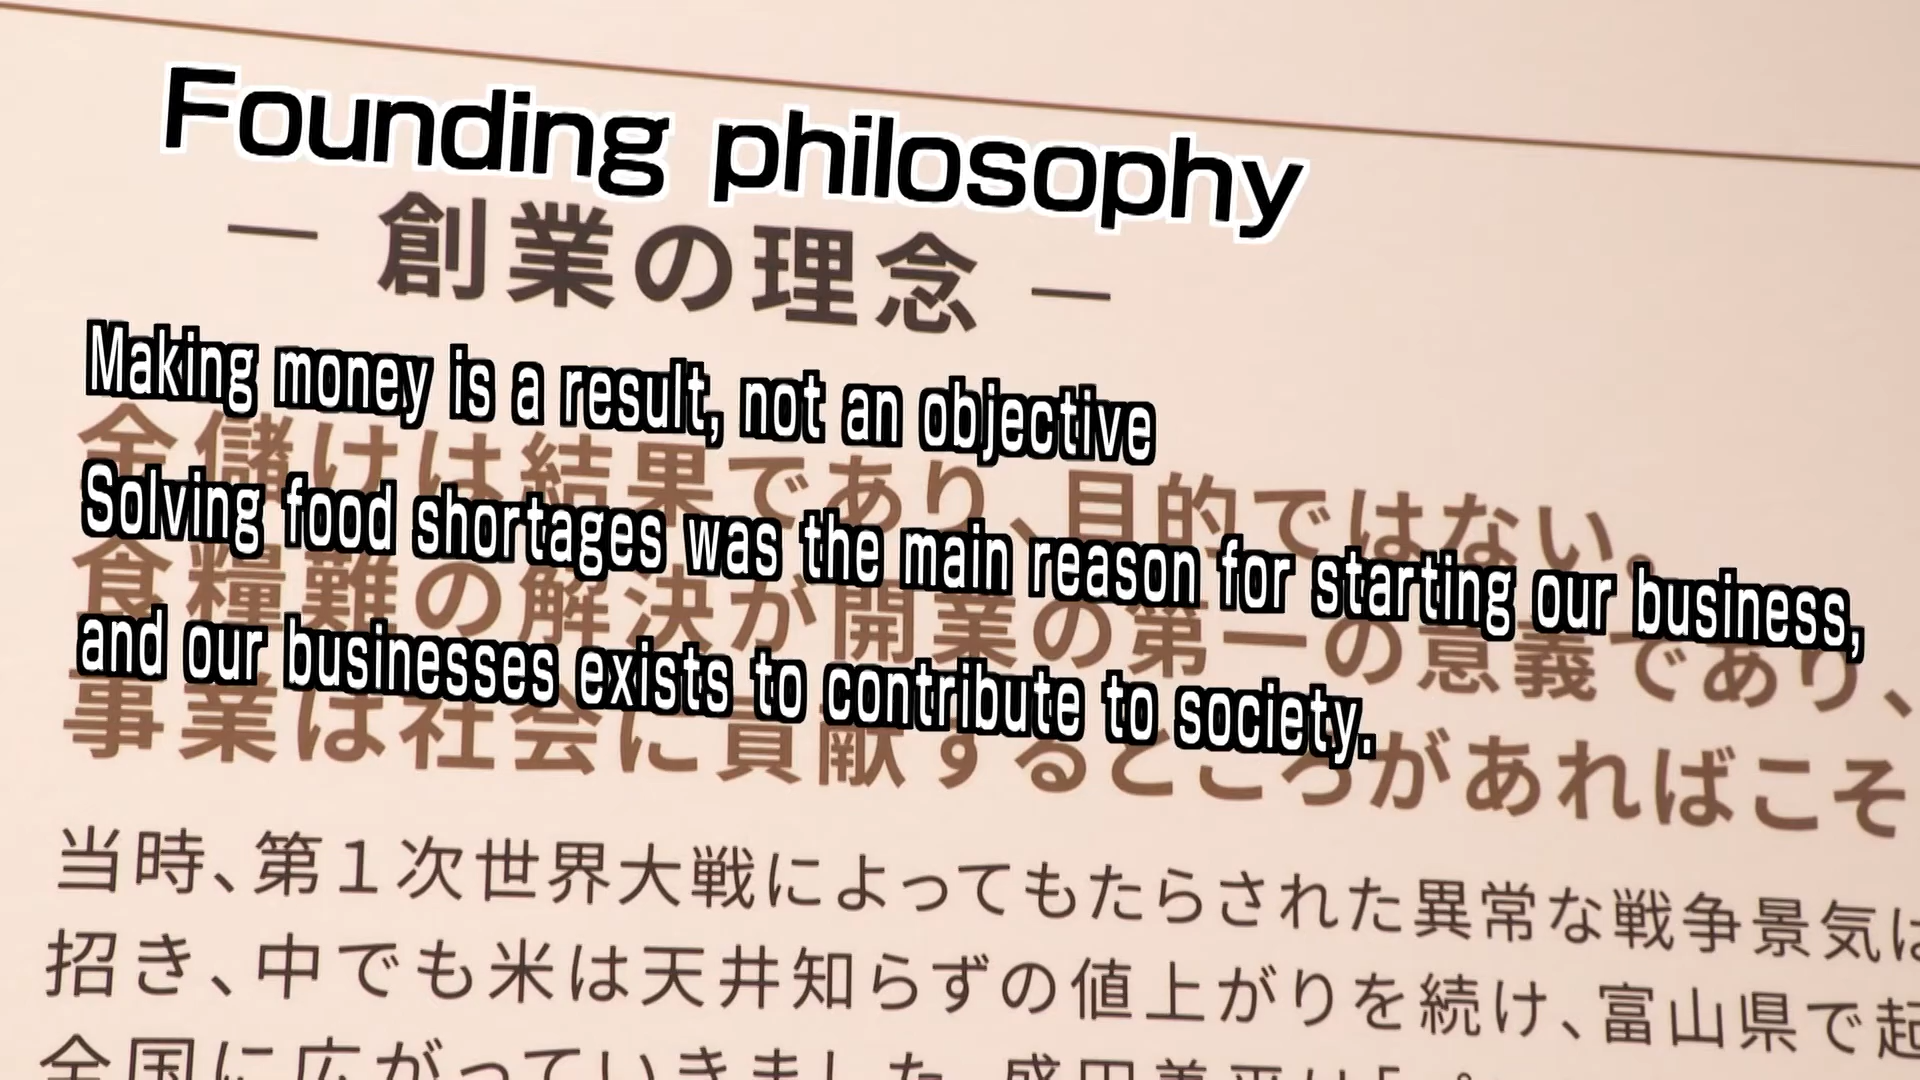 Founding philosophy
― 創業の理念 ―
Making money is a result, not an objective
金儲けは結果であり、目的ではない。
Solving food shortages was the main reason for starting our business,
食糧難の解決が開業の第一の意義であり、
and our businesses exists to contribute to society.
事業は社会に貢献するところがあればこそ
当時、第１次世界大戦によってもたらされた異常な戦争景気は
招き、中でも米は天井知らずの値上がりを続け、富山県で起
全国に広がっていきました。盛田善平は「パ